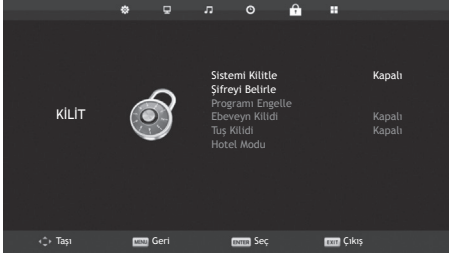 Sistemi Kilitle Kapalı
Şifreyi Belirle
Programı Engelle
KİLİT
Ebeveyn Kilidi Kapalı
Tuş Kilidi Kapalı
Hotel Modu
Taşı MENU Geri ENTER Seç EXIT Çıkış